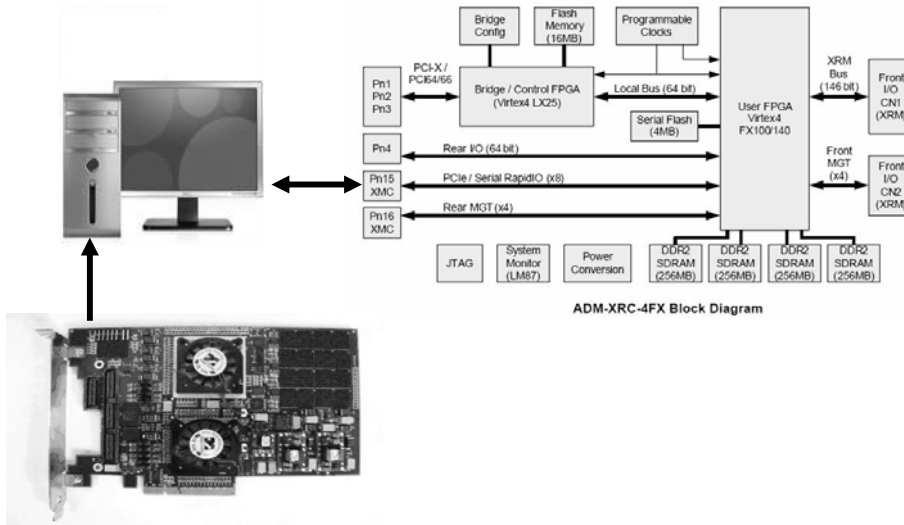 Bridge
Config
Flash
Memory
(16MB)
Programmable
Clocks
PCI-X /
PCI64/66
Pn1
Pn2
Pn3
Bridge / Control FPGA
(Virtex4 LX25)
Local Bus (64 bit)
User FPGA
Virtex4
FX100/140
XRM
Bus
(146 bit)
Front
I/O
CN1
(XRM)
Serial Flash
(4MB)
Pn4
Rear I/O (64 bit)
Pn15
XMC
PCIe / Serial RapidIO (x8)
Front
MGT
(x4)
Front
I/O
CN2
(XRM)
Pn16
XMC
Rear MGT (x4)
JTAG
System
Monitor
(LM87)
Power
Conversion
DDR2
SDRAM
(256MB)
DDR2
SDRAM
(256MB)
DDR2
SDRAM
(256MB)
DDR2
SDRAM
(256MB)
ADM-XRC-4FX Block Diagram